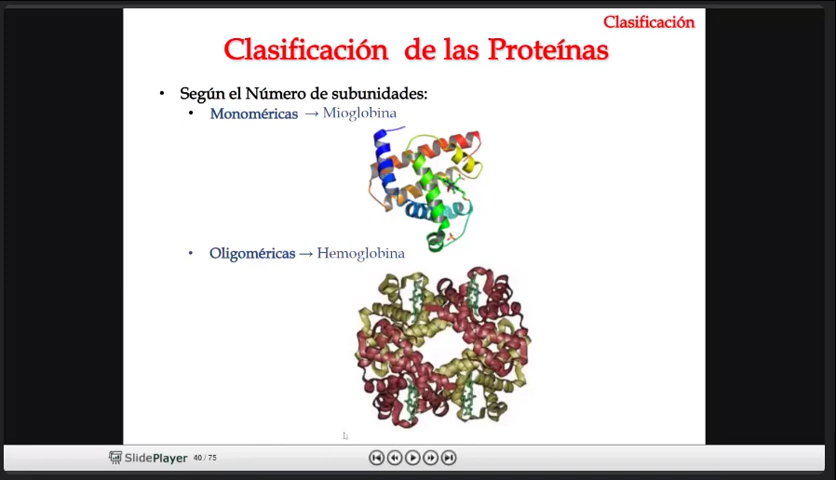 Clasificación
Clasificación de las Proteínas
• Según el Número de subunidades:
• Monoméricas → Mioglobina
• Oligoméricas → Hemoglobina
SlidePlayer 40 / 75